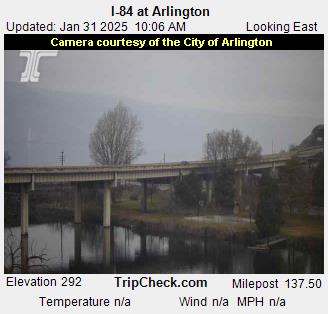 I-84 at Arlington
Updated: Jan 31 2025 10:06 AM Looking East
Camera courtesy of the City of Arlington
Elevation 292 TripCheck.com Milepost 137.50
Temperature n/a Wind n/a MPH n/a